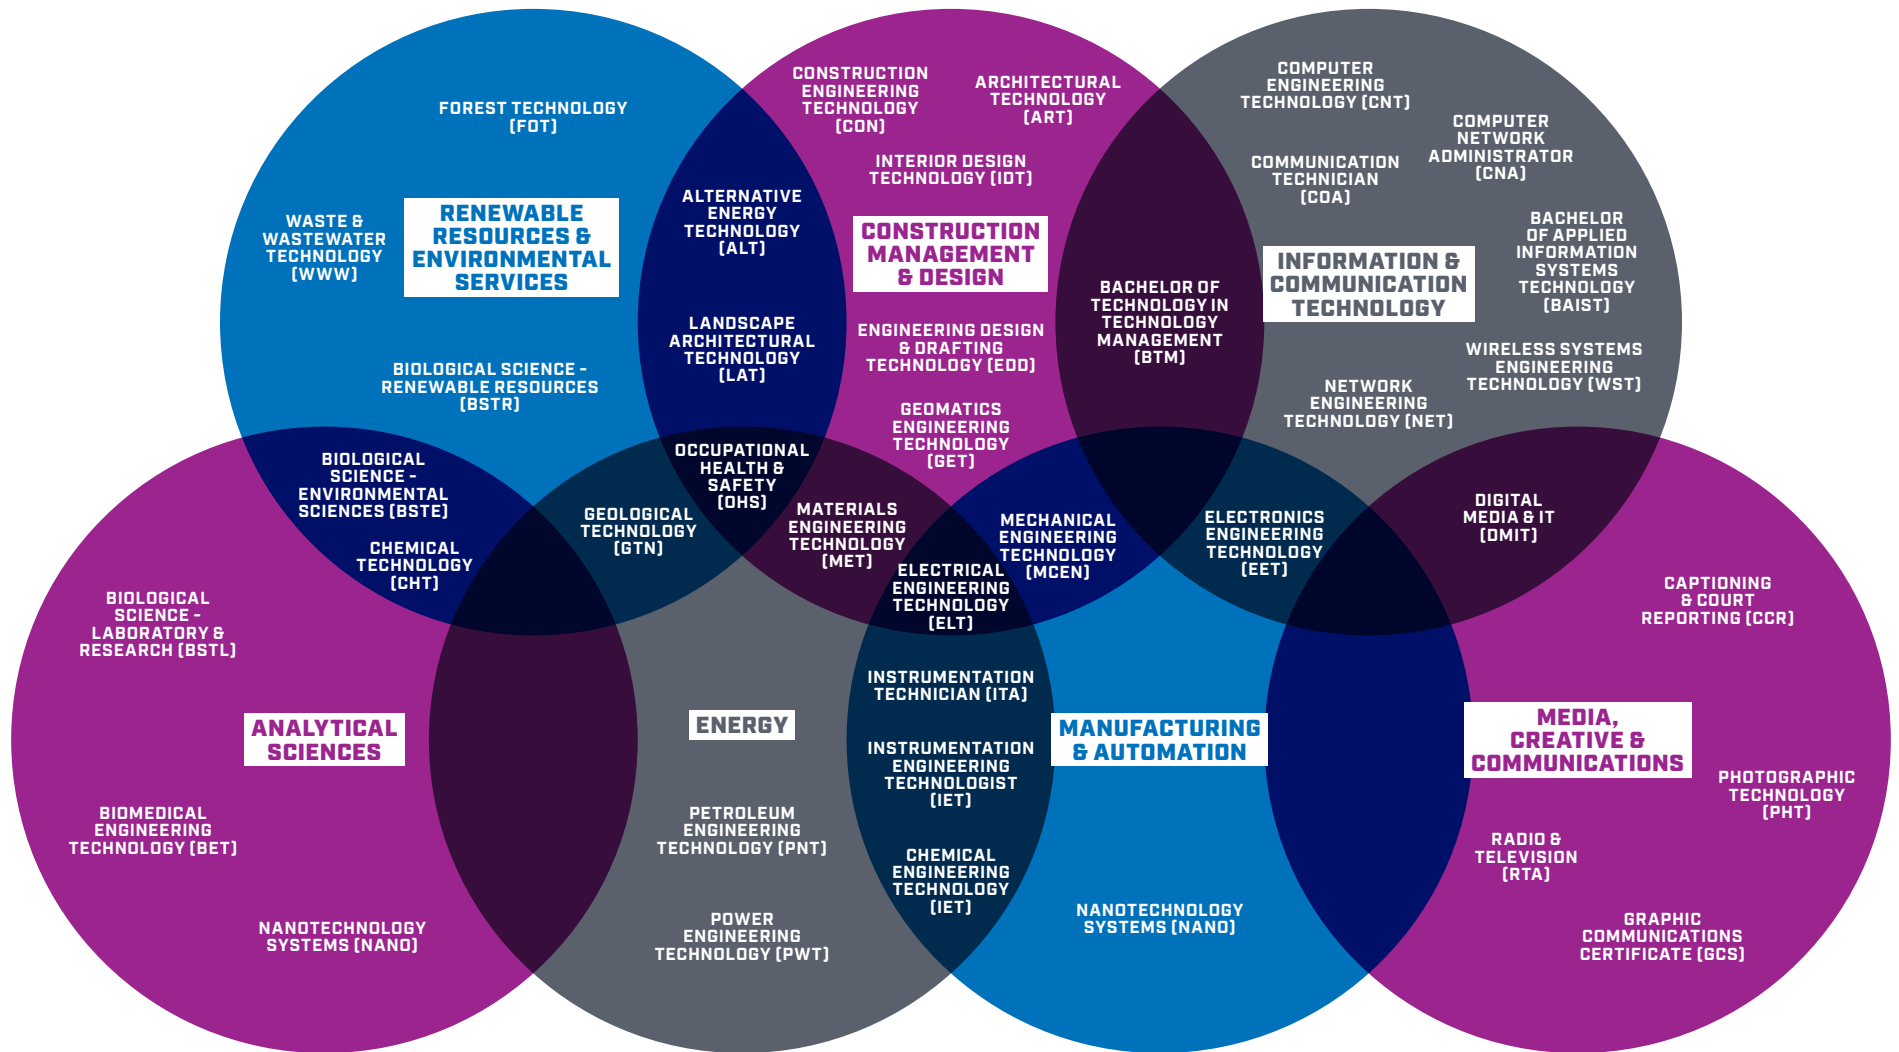 FOREST TECHNOLOGY
(FOT)
WASTE &
WASTEWATER
TECHNOLOGY
(WWW)
RENEWABLE
RESOURCES &
ENVIRONMENTAL
SERVICES
BIOLOGICAL SCIENCE -
RENEWABLE RESOURCES
(BSTR)
ALTERNATIVE
ENERGY
TECHNOLOGY
(ALT)
LANDSCAPE
ARCHITECTURAL
TECHNOLOGY
(LAT)
CONSTRUCTION
ENGINEERING
TECHNOLOGY
(CON)
ARCHITECTURAL
TECHNOLOGY
(ART)
INTERIOR DESIGN
TECHNOLOGY (IDT)
CONSTRUCTION
MANAGEMENT
& DESIGN
ENGINEERING DESIGN
& DRAFTING
TECHNOLOGY (EDD)
GEOMATICS
ENGINEERING
TECHNOLOGY
(GET)
BACHELOR OF
TECHNOLOGY IN
TECHNOLOGY
MANAGEMENT
(BTM)
COMPUTER
ENGINEERING
TECHNOLOGY (CNT)
COMPUTER
NETWORK
ADMINISTRATOR
(CNA)
COMMUNICATION
TECHNICIAN
(COA)
BACHELOR
OF APPLIED
INFORMATION
SYSTEMS
TECHNOLOGY
(BAIST)
INFORMATION &
COMMUNICATION
TECHNOLOGY
WIRELESS SYSTEMS
ENGINEERING
TECHNOLOGY (WST)
NETWORK
ENGINEERING
TECHNOLOGY (NET)
BIOLOGICAL
SCIENCE -
ENVIRONMENTAL
SCIENCES (BSTE)
CHEMICAL
TECHNOLOGY
(CHT)
GEOLOGICAL
TECHNOLOGY
(GTN)
OCCUPATIONAL
HEALTH &
SAFETY
(OHS)
MATERIALS
ENGINEERING
TECHNOLOGY
(MET)
ELECTRICAL
ENGINEERING
TECHNOLOGY
(ELT)
MECHANICAL
ENGINEERING
TECHNOLOGY
(MCEN)
ELECTRONICS
ENGINEERING
TECHNOLOGY
(EET)
DIGITAL
MEDIA & IT
(DMIT)
BIOLOGICAL
SCIENCE -
LABORATORY &
RESEARCH (BSTL)
ANALYTICAL
SCIENCES
BIOMEDICAL
ENGINEERING
TECHNOLOGY (BET)
NANOTECHNOLOGY
SYSTEMS (NANO)
ENERGY
PETROLEUM
ENGINEERING
TECHNOLOGY (PNT)
POWER
ENGINEERING
TECHNOLOGY (PWT)
INSTRUMENTATION
TECHNICIAN (ITA)
INSTRUMENTATION
ENGINEERING
TECHNOLOGIST
(IET)
CHEMICAL
ENGINEERING
TECHNOLOGY
(IET)
MANUFACTURING
& AUTOMATION
NANOTECHNOLOGY
SYSTEMS (NANO)
CAPTIONING
& COURT
REPORTING (CCR)
MEDIA,
CREATIVE &
COMMUNICATIONS
PHOTOGRAPHIC
TECHNOLOGY
(PHT)
RADIO &
TELEVISION
(RTA)
GRAPHIC
COMMUNICATIONS
CERTIFICATE (GCS)